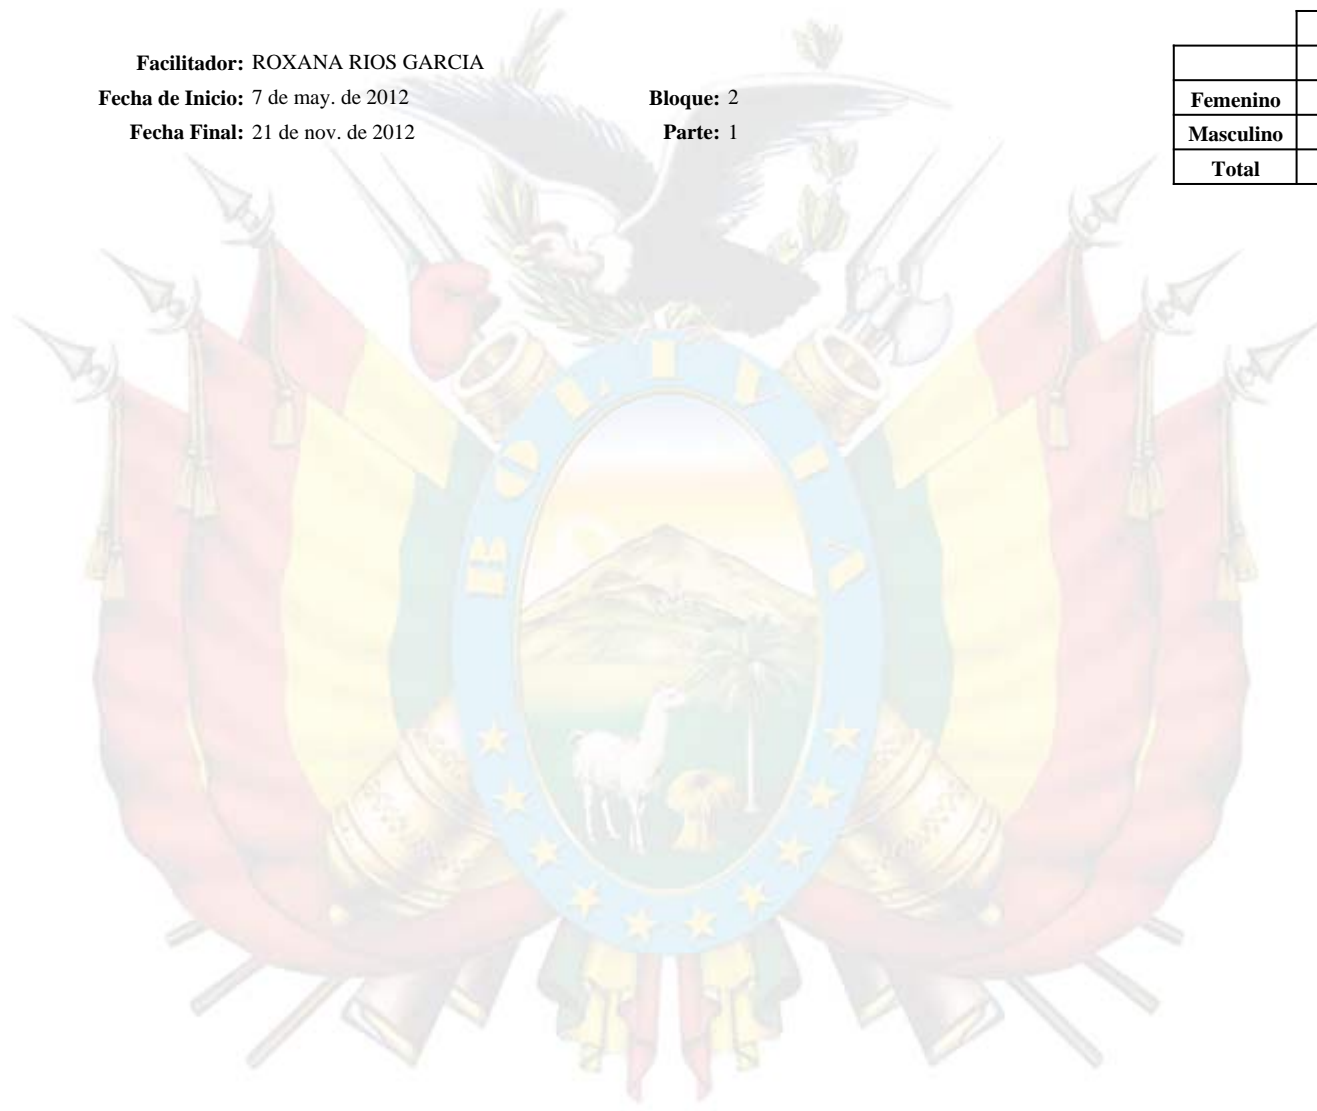 Facilitador: ROXANA RIOS GARCIA
Fecha de Inicio: 7 de may. de 2012 Bloque: 2
Fecha Final: 21 de nov. de 2012 Parte: 1
Femenino
Masculino
Total
BOLIVIA